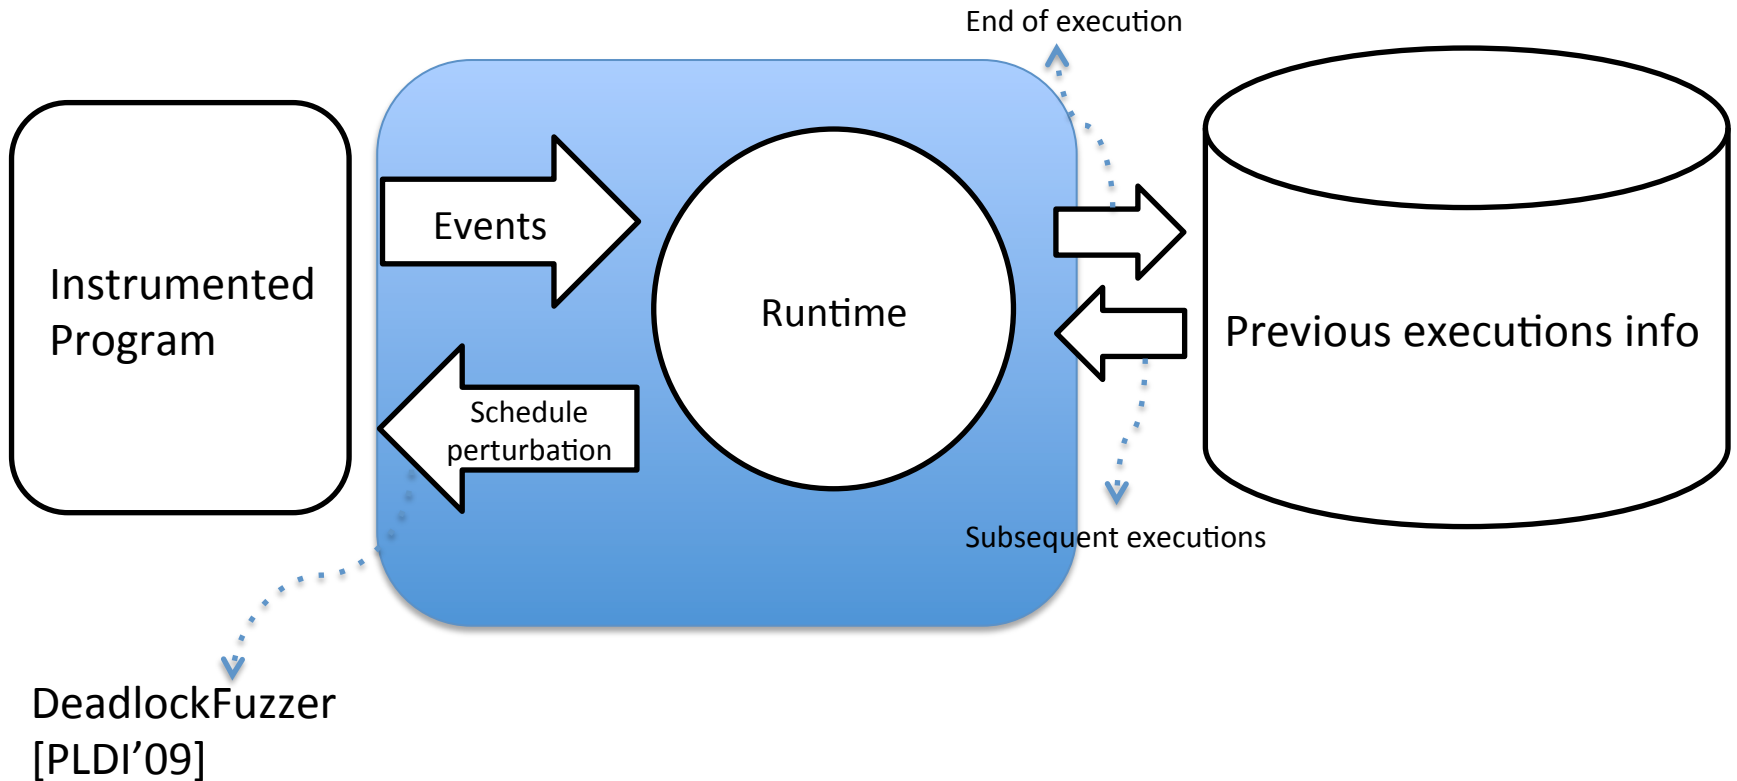 End of execution
Instrumented
Program
Events
Schedule
perturbation
Runtime
Previous executions info
Subsequent executions
DeadlockFuzzer
[PLDI’09]